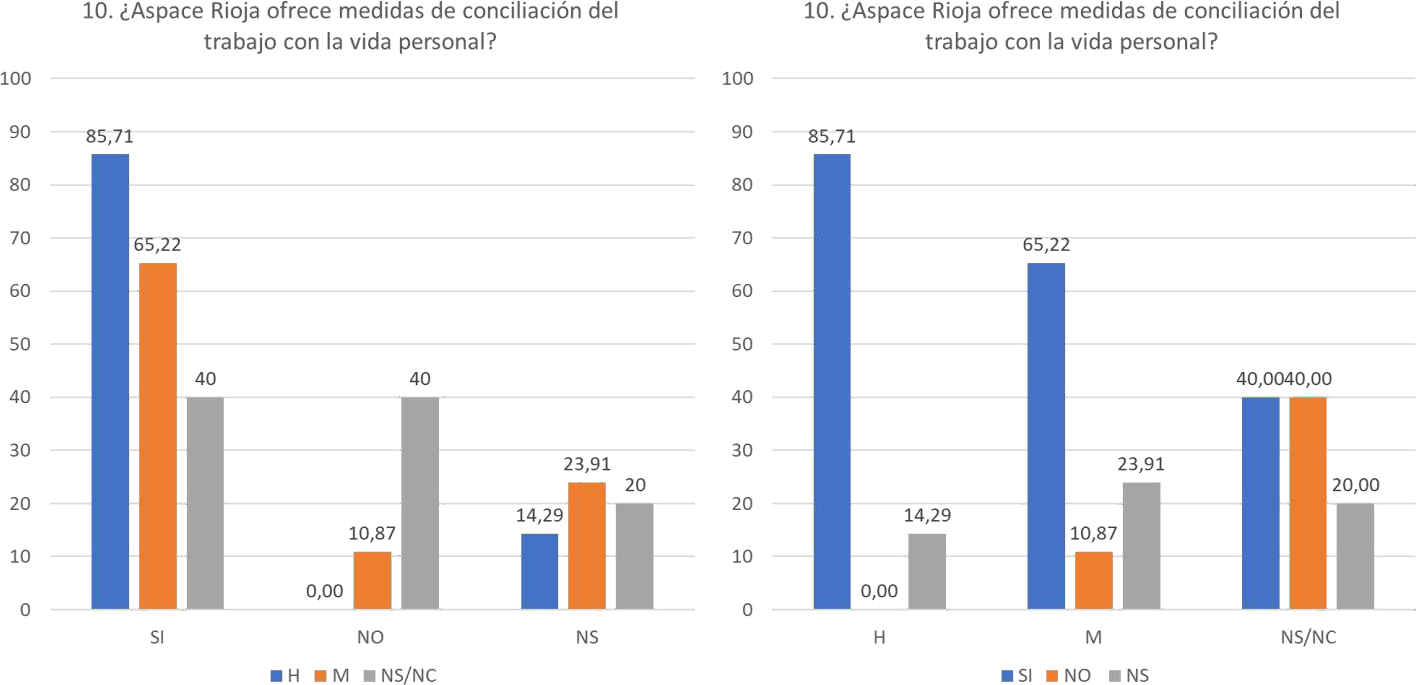 10. ¿Aspace Rioja ofrece medidas de conciliación del
trabajo con la vida personal?
100
90
80
70
60
50
40
30
20
10
0
85,71
65,22
40
0,00
10,87
40
14,29
23,91
20
SI
NO
NS
H
M
NS/NC
10. ¿Aspace Rioja ofrece medidas de conciliación del
trabajo con la vida personal?
100
90
80
70
60
50
40
30
20
10
0
85,71
0,00
14,29
65,22
10,87
23,91
40,00
40,00
20,00
H
M
NS/NC
SI
NO
NS